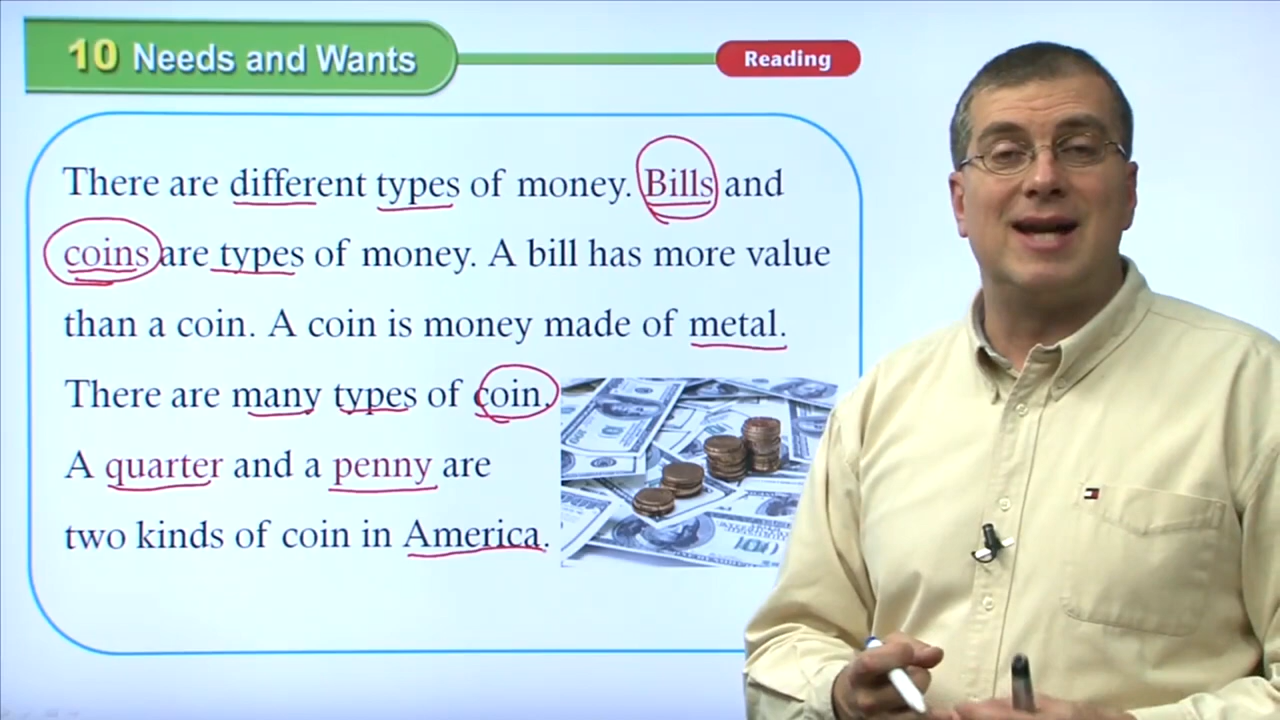 10 Needs and Wants
Reading
There are different types of money. Bills and
coins are types of money. A bill has more value
than a coin. A coin is money made of metal.
There are many types of coin.
A quarter and a penny are
two kinds of coin in America.